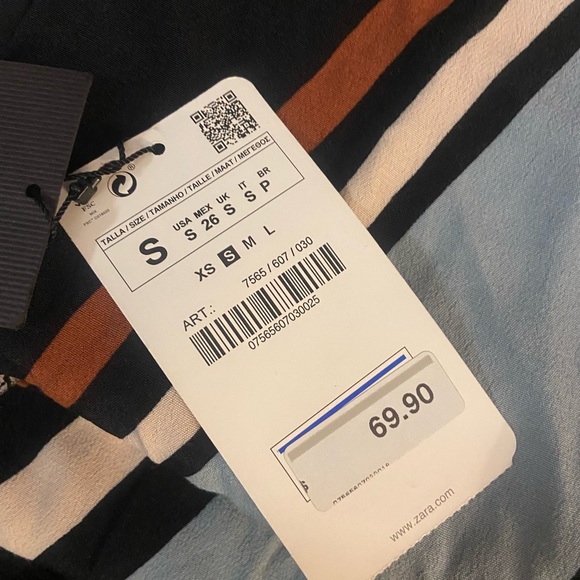 FSC
TALLA / SIZE / TAMANHO / TAILLE / MAAT / ΜΕΓΕΘΟΣ
S
USA MEX UK IT BR
S 26 S S P
XS S M L
ART.: 7565 / 607 / 030
07565607030025
69.90
www.zara.com